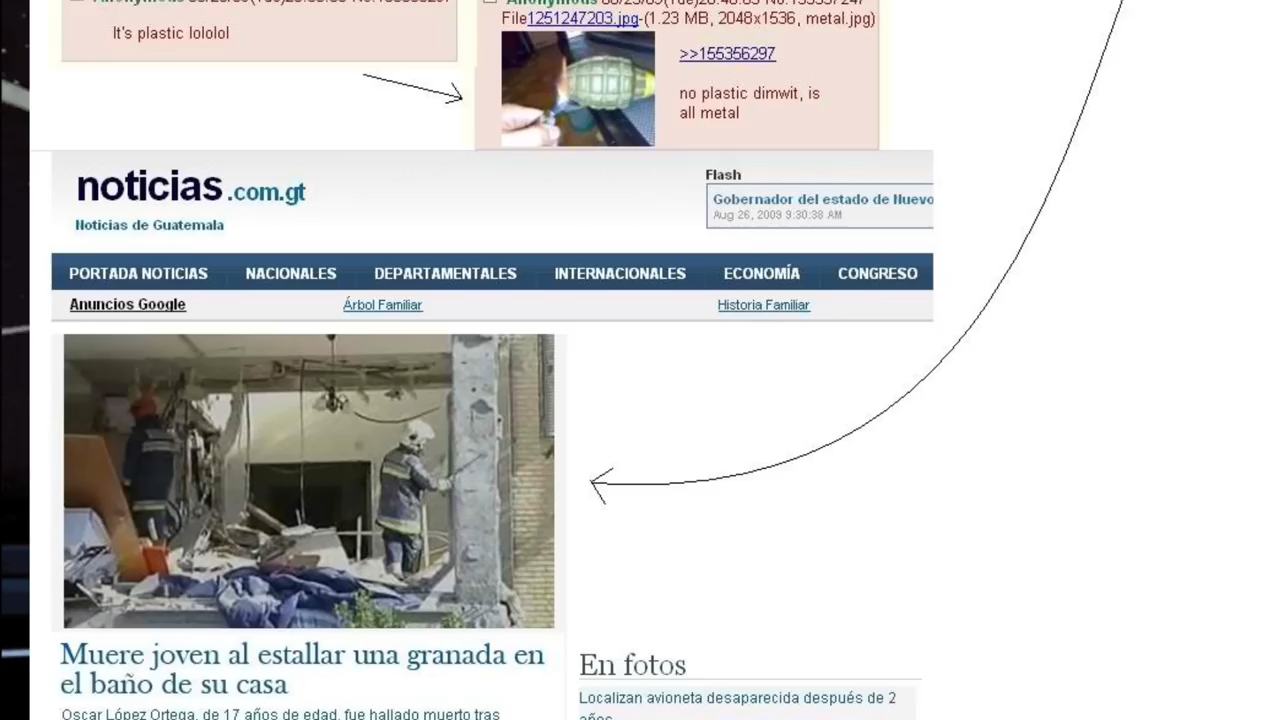 It's plastic lololol
File1251247203.jpg-(1.23 MB, 2048x1536, metal.jpg)
>>155356297
no plastic dimwit, is
all metal
noticias.com.gt
Noticias de Guatemala
Flash
Gobernador del estado de Nuevo
Aug 26, 2009 9:30:38 AM
PORTADA NOTICIAS NACIONALES DEPARTAMENTALES INTERNACIONALES ECONOMÍA CONGRESO
Anuncios Google Árbol Familiar Historia Familiar
Muere joven al estallar una granada en
el baño de su casa
Oscar López Ortega, de 17 años de edad, fue hallado muerto tras
En fotos
Localizan avioneta desaparecida después de 2
años